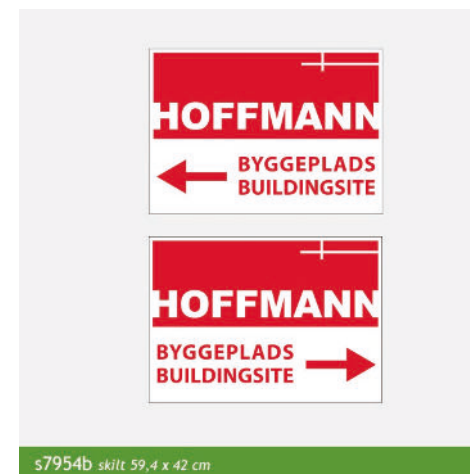 HOFFMANN
BYGGEPLADS
BUILDINGSITE
HOFFMANN
BYGGEPLADS
BUILDINGSITE
s7954b skilt 59,4 x 42 cm